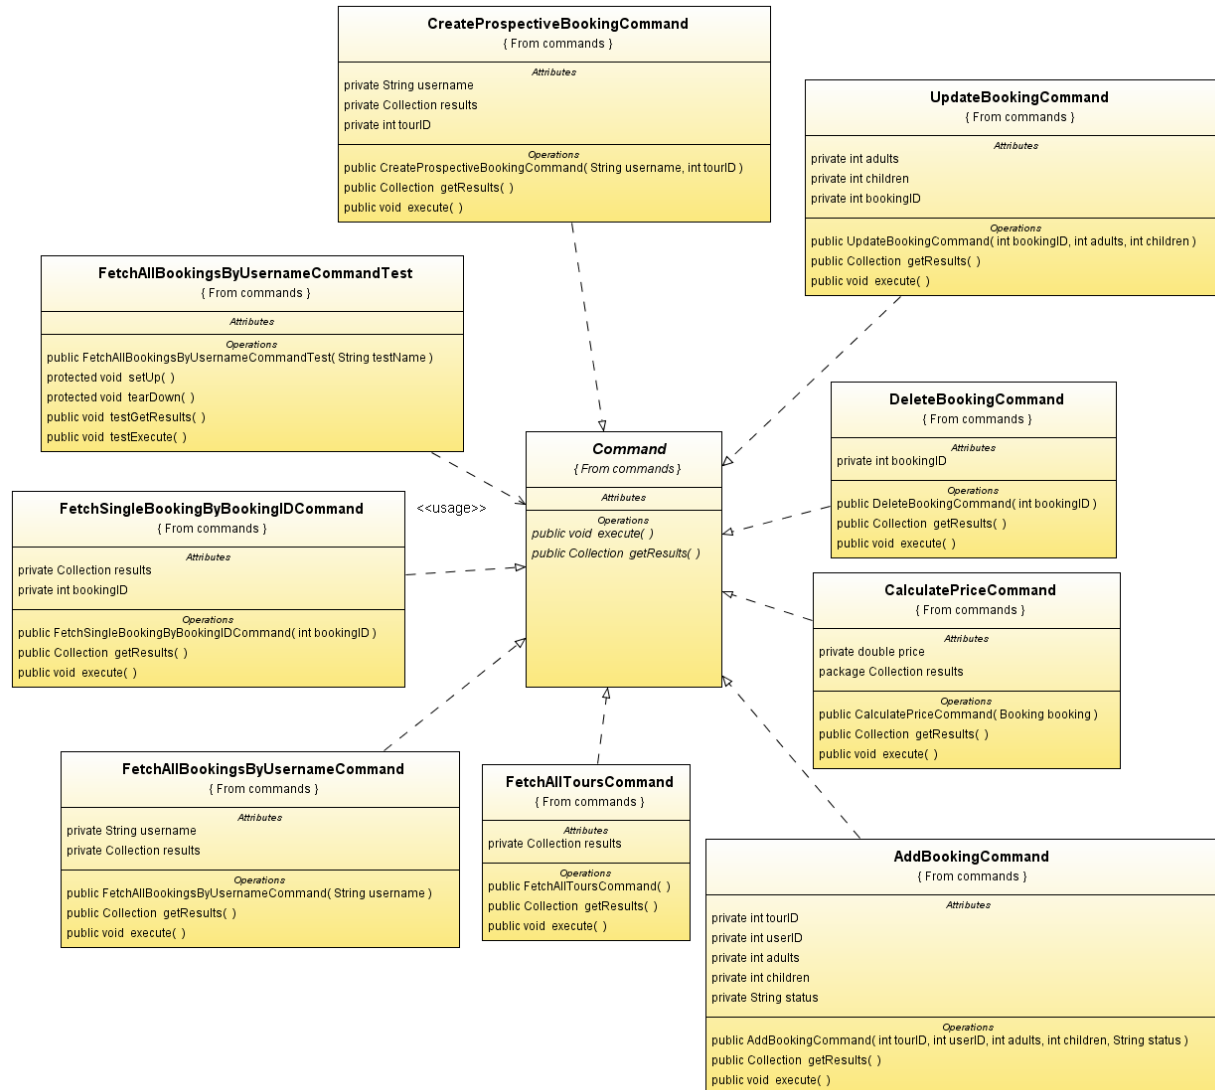 CreateProspectiveBookingCommand
{ From commands }
Attributes
private String username
private Collection results
private int tourID
Operations
public CreateProspectiveBookingCommand( String username, int tourID )
public Collection getResults( )
public void execute( )
UpdateBookingCommand
{ From commands }
Attributes
private int adults
private int children
private int bookingID
Operations
public UpdateBookingCommand( int bookingID, int adults, int children )
public Collection getResults( )
public void execute( )
FetchAllBookingsByUsernameCommandTest
{ From commands }
Attributes
Operations
public FetchAllBookingsByUsernameCommandTest( String testName )
protected void setUp( )
protected void tearDown( )
public void testGetResults( )
public void testExecute( )
DeleteBookingCommand
{ From commands }
Attributes
private int bookingID
Operations
public DeleteBookingCommand( int bookingID )
public Collection getResults( )
public void execute( )
Command
{ From commands }
Attributes
Operations
public void execute( )
public Collection getResults( )
<<usage>>
FetchSingleBookingByBookingIDCommand
{ From commands }
Attributes
private Collection results
private int bookingID
Operations
public FetchSingleBookingByBookingIDCommand( int bookingID )
public Collection getResults( )
public void execute( )
CalculatePriceCommand
{ From commands }
Attributes
private double price
package Collection results
Operations
public CalculatePriceCommand( Booking booking )
public Collection getResults( )
public void execute( )
FetchAllBookingsByUsernameCommand
{ From commands }
Attributes
private String username
private Collection results
Operations
public FetchAllBookingsByUsernameCommand( String username )
public Collection getResults( )
public void execute( )
FetchAllToursCommand
{ From commands }
Attributes
private Collection results
Operations
public FetchAllToursCommand( )
public Collection getResults( )
public void execute( )
AddBookingCommand
{ From commands }
Attributes
private int tourID
private int userID
private int adults
private int children
private String status
Operations
public AddBookingCommand( int tourID, int userID, int adults, int children, String status )
public Collection getResults( )
public void execute( )